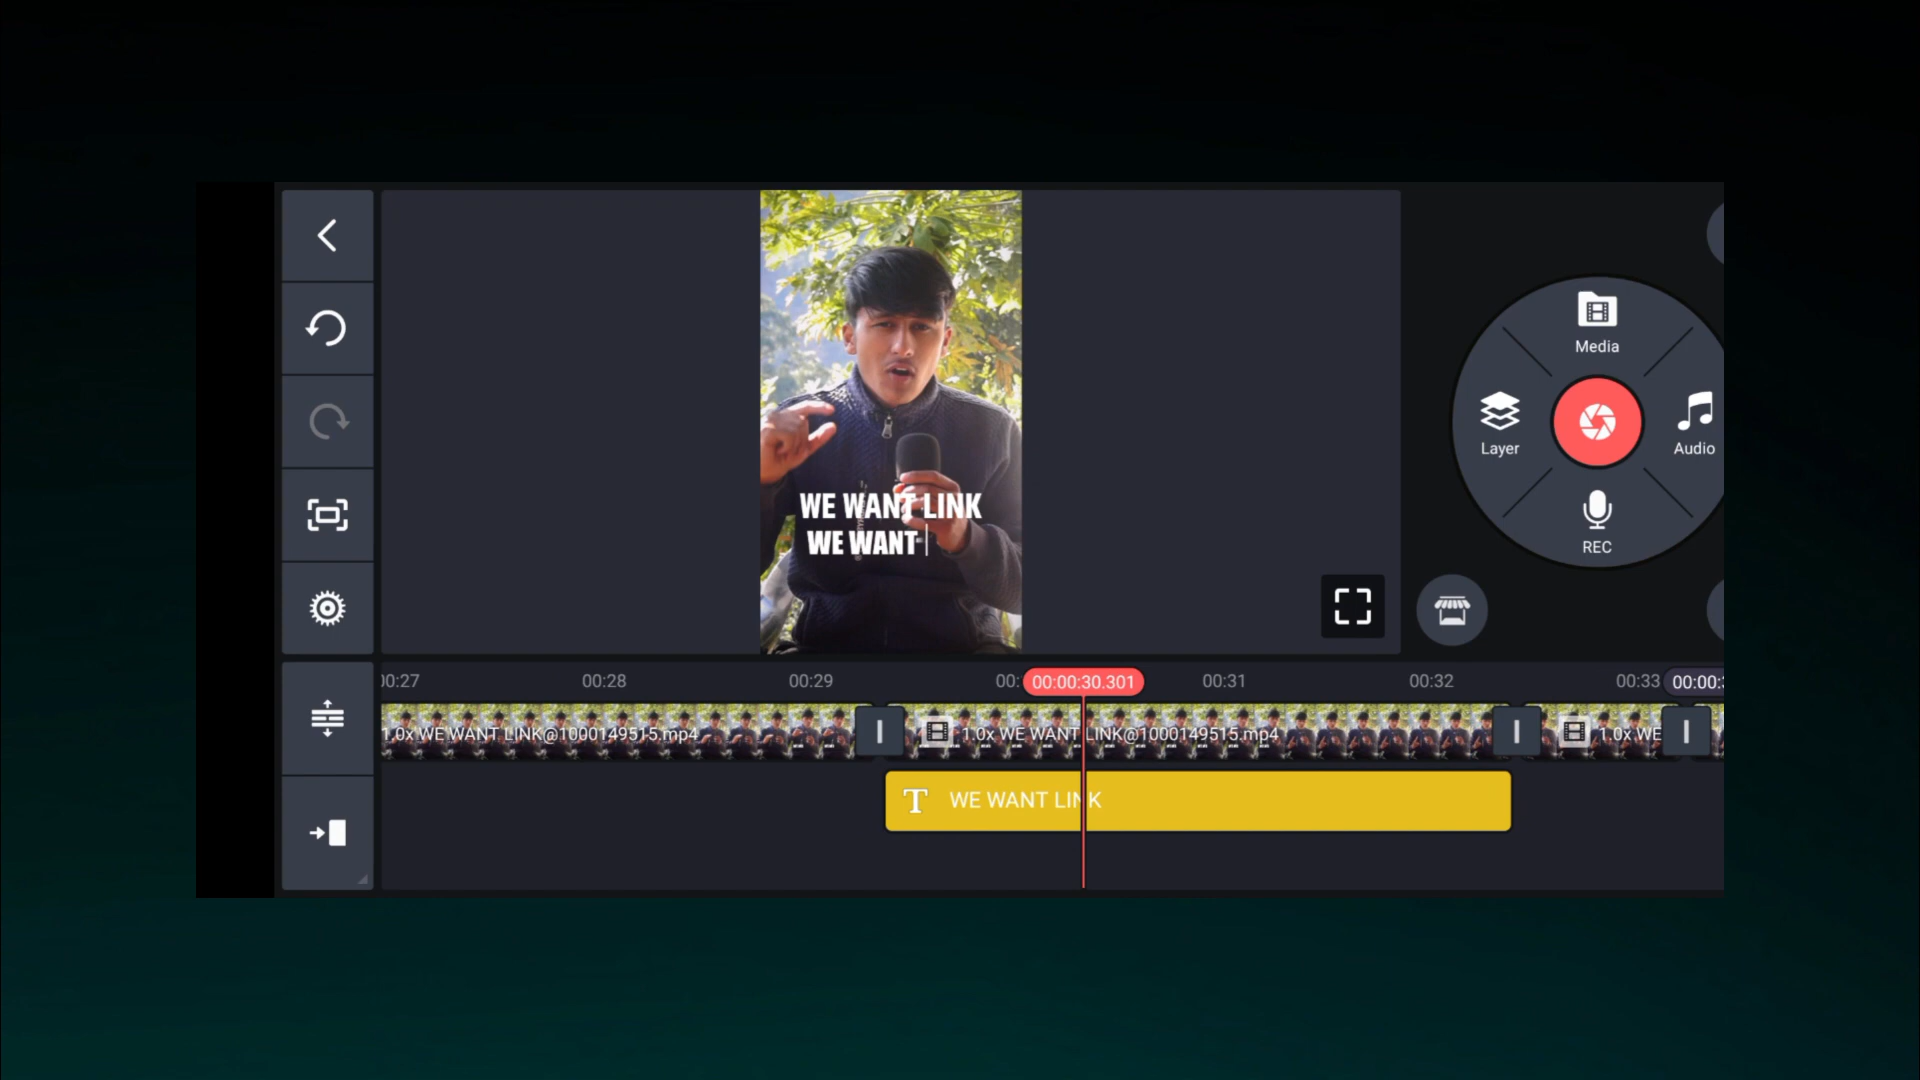 Media
Layer
Audio
REC
WE WANT LINK
WE WANT
00:27
00:28
00:29
00:
00:00:30.301
00:31
00:32
00:33
00:00:
1.0x WE WANT LINK@1000149515.mp4
1.0x WE WANT LINK@1000149515.mp4
1.0x WE
T WE WANT LINK